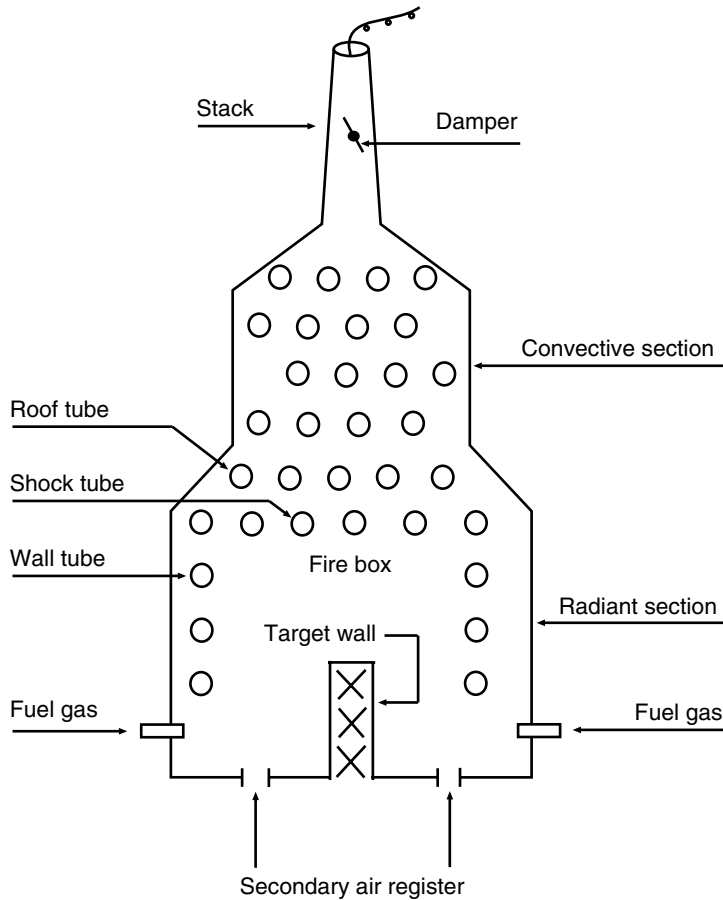 Stack
Damper
Convective section
Roof tube
Shock tube
Wall tube
Fire box
Radiant section
Target wall
Fuel gas
Fuel gas
Secondary air register